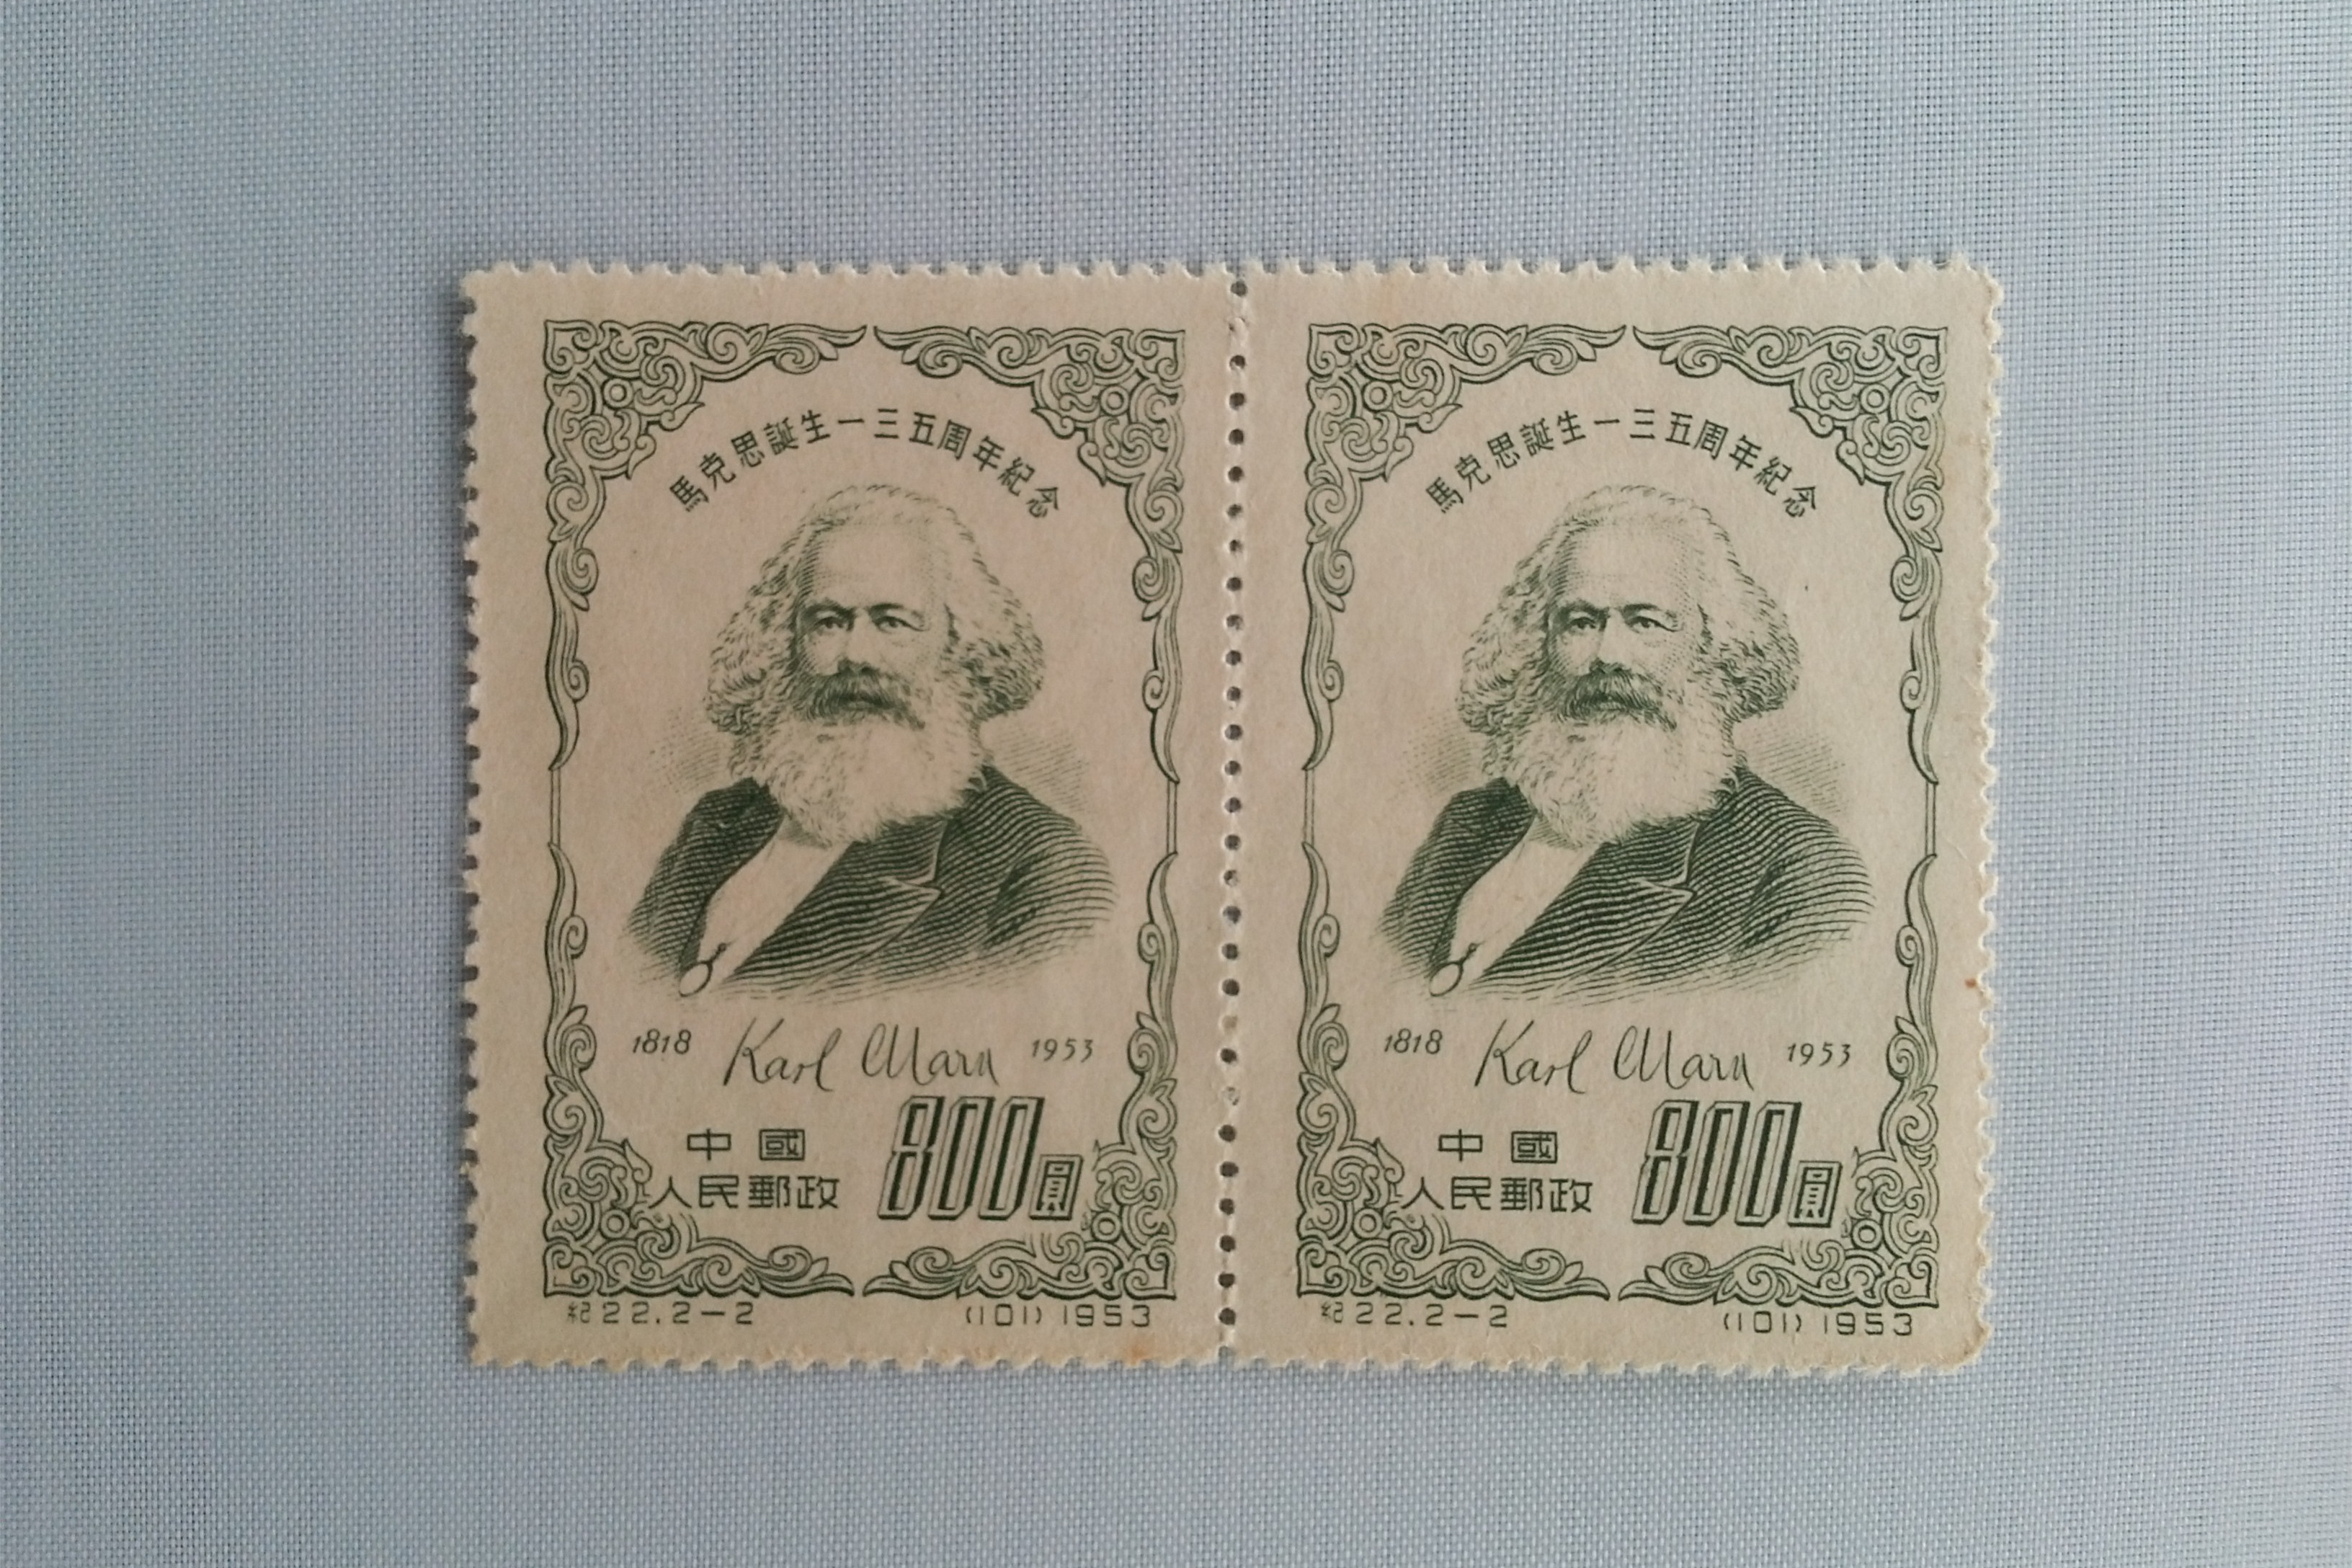 馬克思誕生一三五周年紀念
1818 Karl Marx 1953
中國
人民郵政
800圓
紀22.2-2 (101) 1953
馬克思誕生一三五周年紀念
1818 Karl Marx 1953
中國
人民郵政
800圓
紀22.2-2 (101) 1953